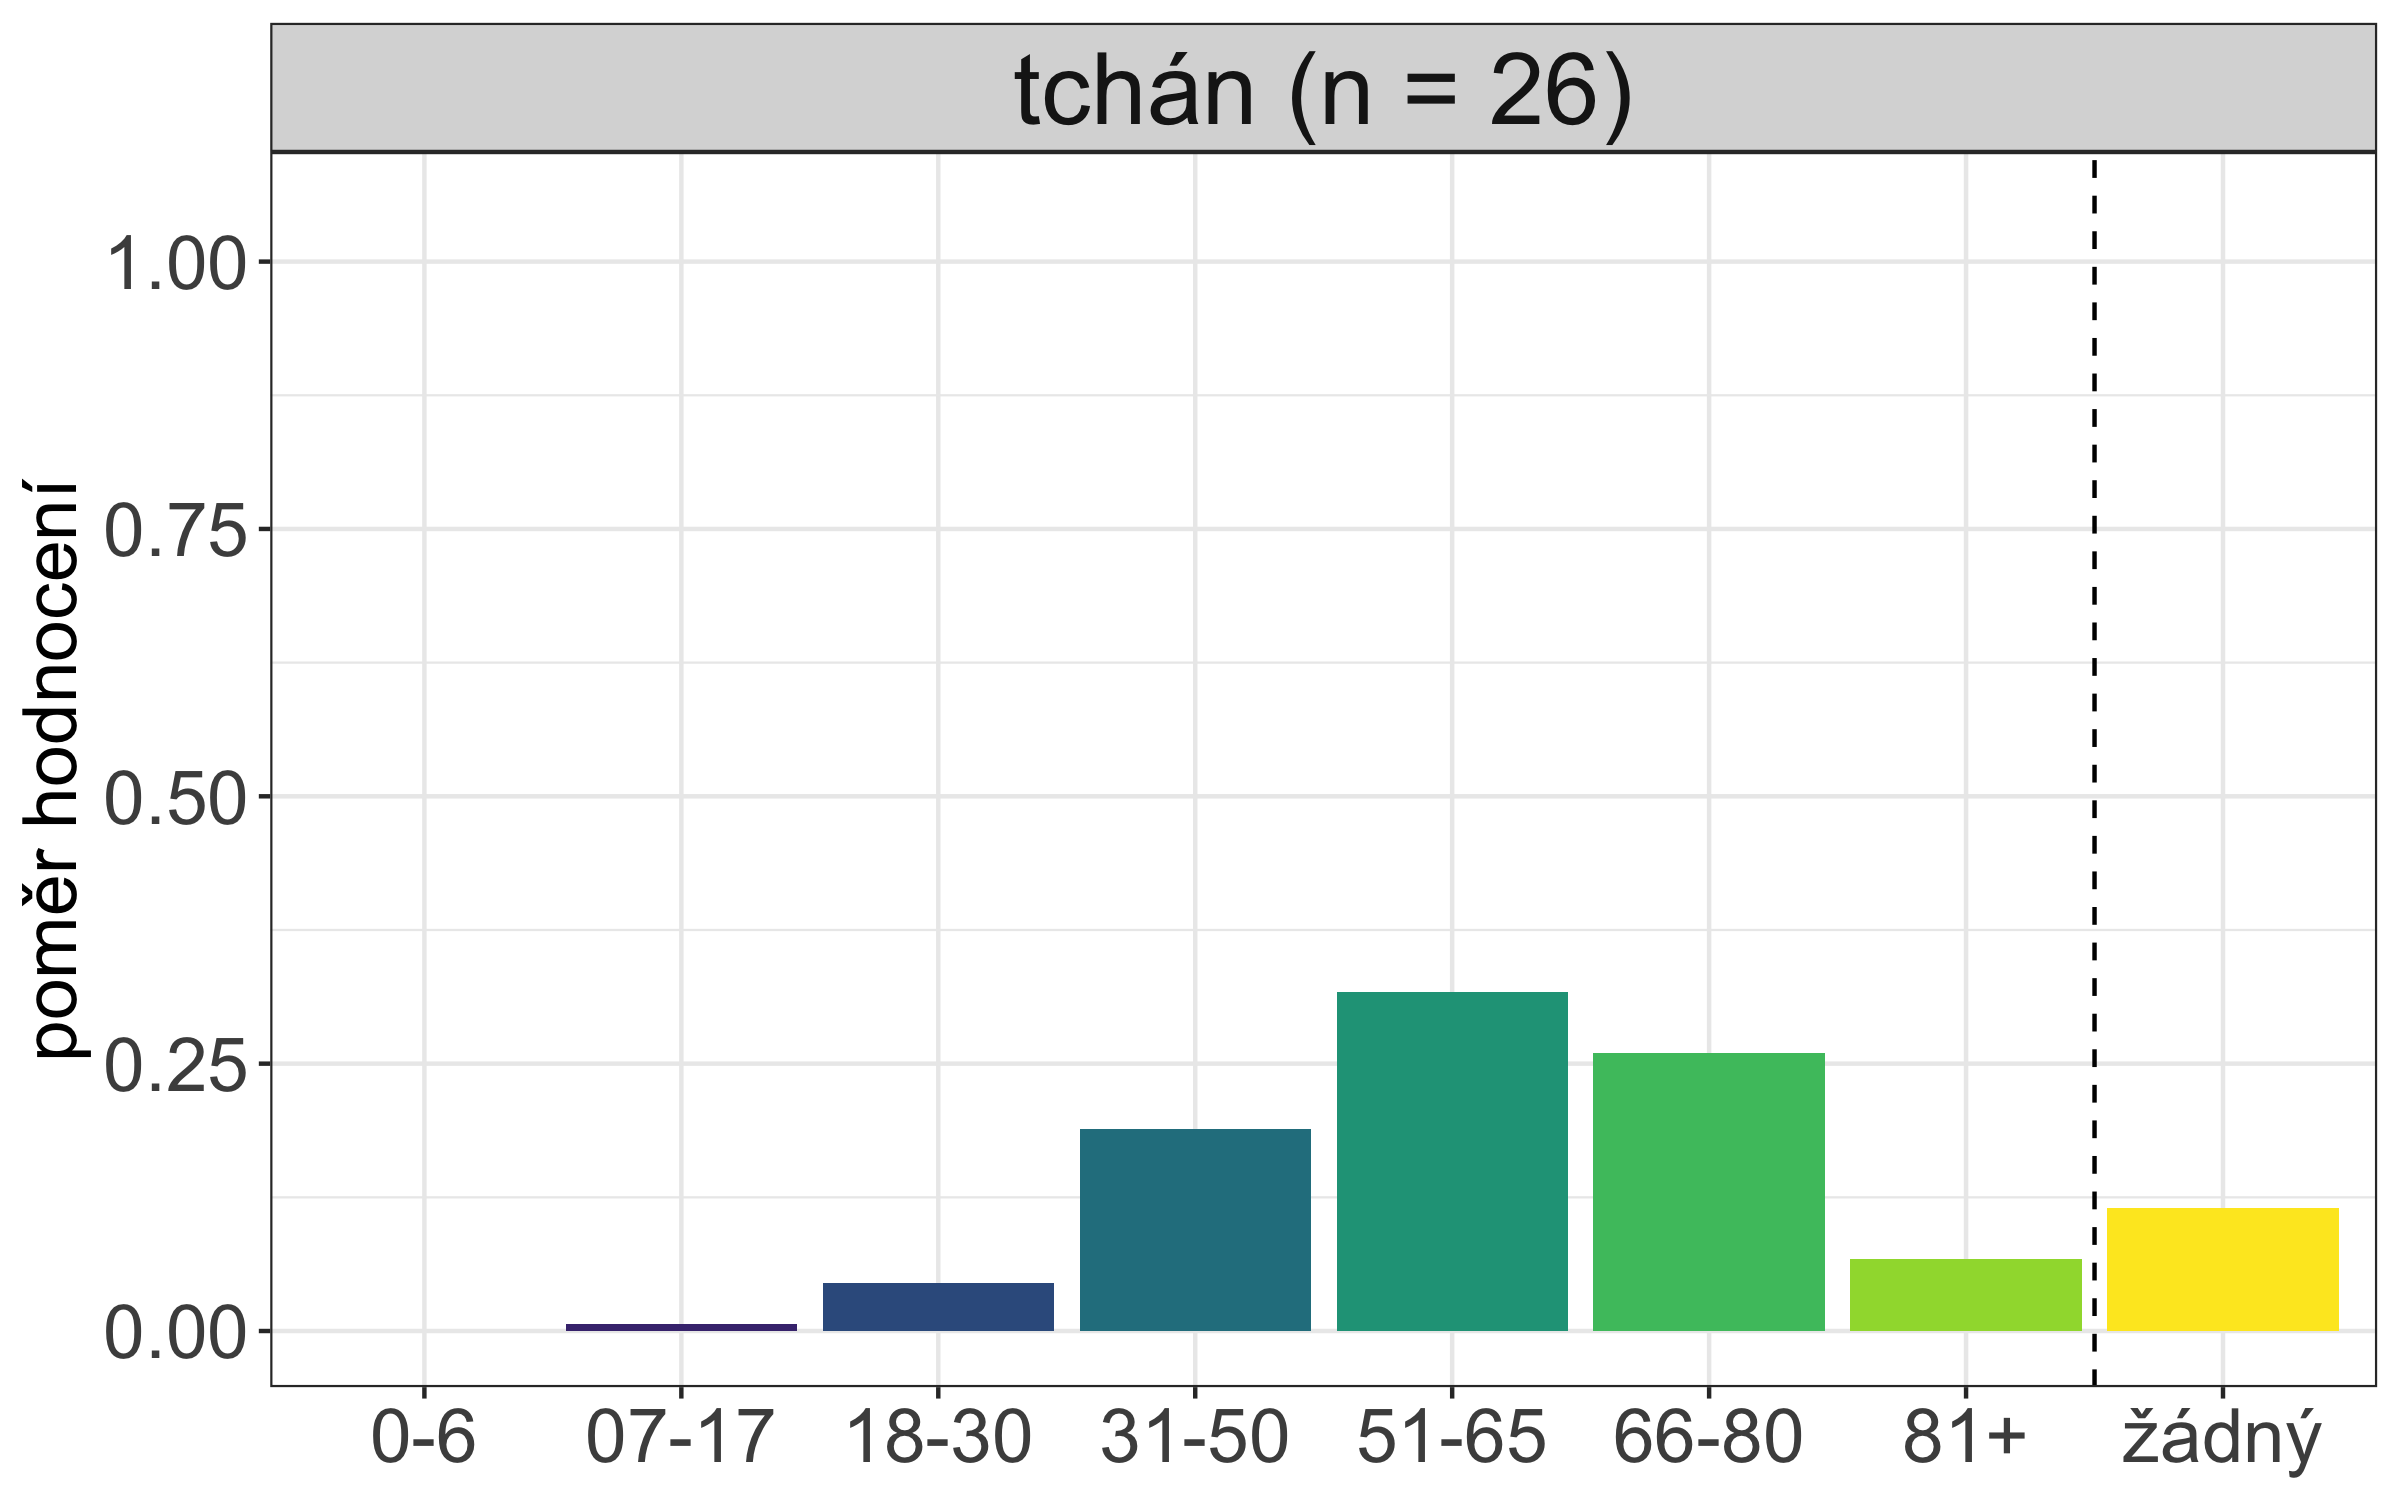 tchán (n = 26)
poměr hodnocení
1.00
0.75
0.50
0.25
0.00
0-6 07-17 18-30 31-50 51-65 66-80 81+ žádný